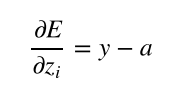 ∂E/∂z_i = y − a